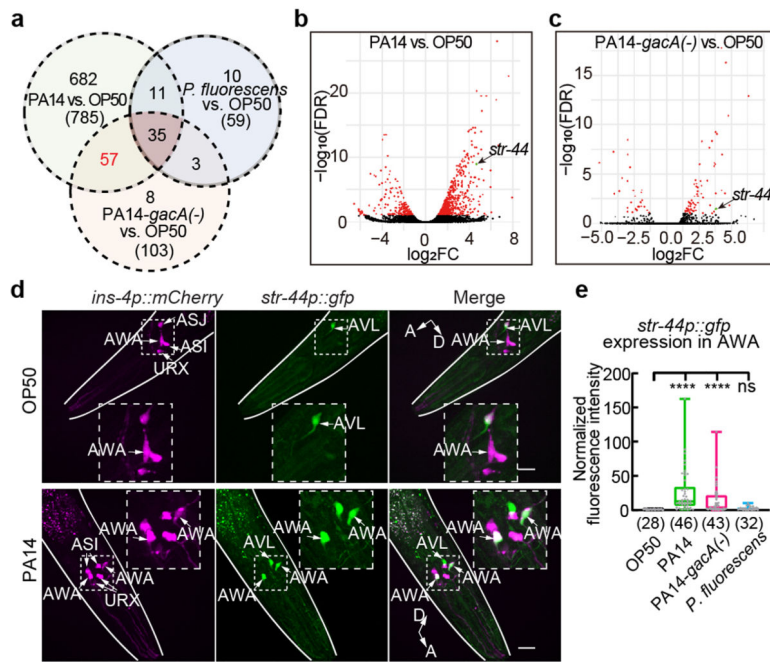 a
682
PA14 vs. OP50
(785)
11
10
P. fluorescens
vs. OP50
(59)
35
57
3
8
PA14-gacA(-)
vs. OP50
(103)
b
PA14 vs. OP50
−log₁₀(FDR)
20
10
0
str-44
−4
0
4
8
log₂FC
c
PA14-gacA(-) vs. OP50
−log₁₀(FDR)
15
10
5
0
str-44
-5.0
-2.5
0.0
2.5
5.0
log₂FC
d
ins-4p::mCherry
str-44p::gfp
Merge
OP50
ASJ
AWA
ASI
URX
AWA
AVL
AVL
A
D
AVL
AWA
AWA
PA14
AWA
AWA
ASI
AWA
AWA
URX
AWA
AWA
AVL
AWA
AWA
AWA
AWA
AVL
AWA
AWA
D
A
e
str-44p::gfp
expression in AWA
Normalized
fluorescence intensity
200
150
100
50
0
****
****
ns
(28)
(46)
(43)
(32)
OP50
PA14
PA14-gacA(-)
P. fluorescens